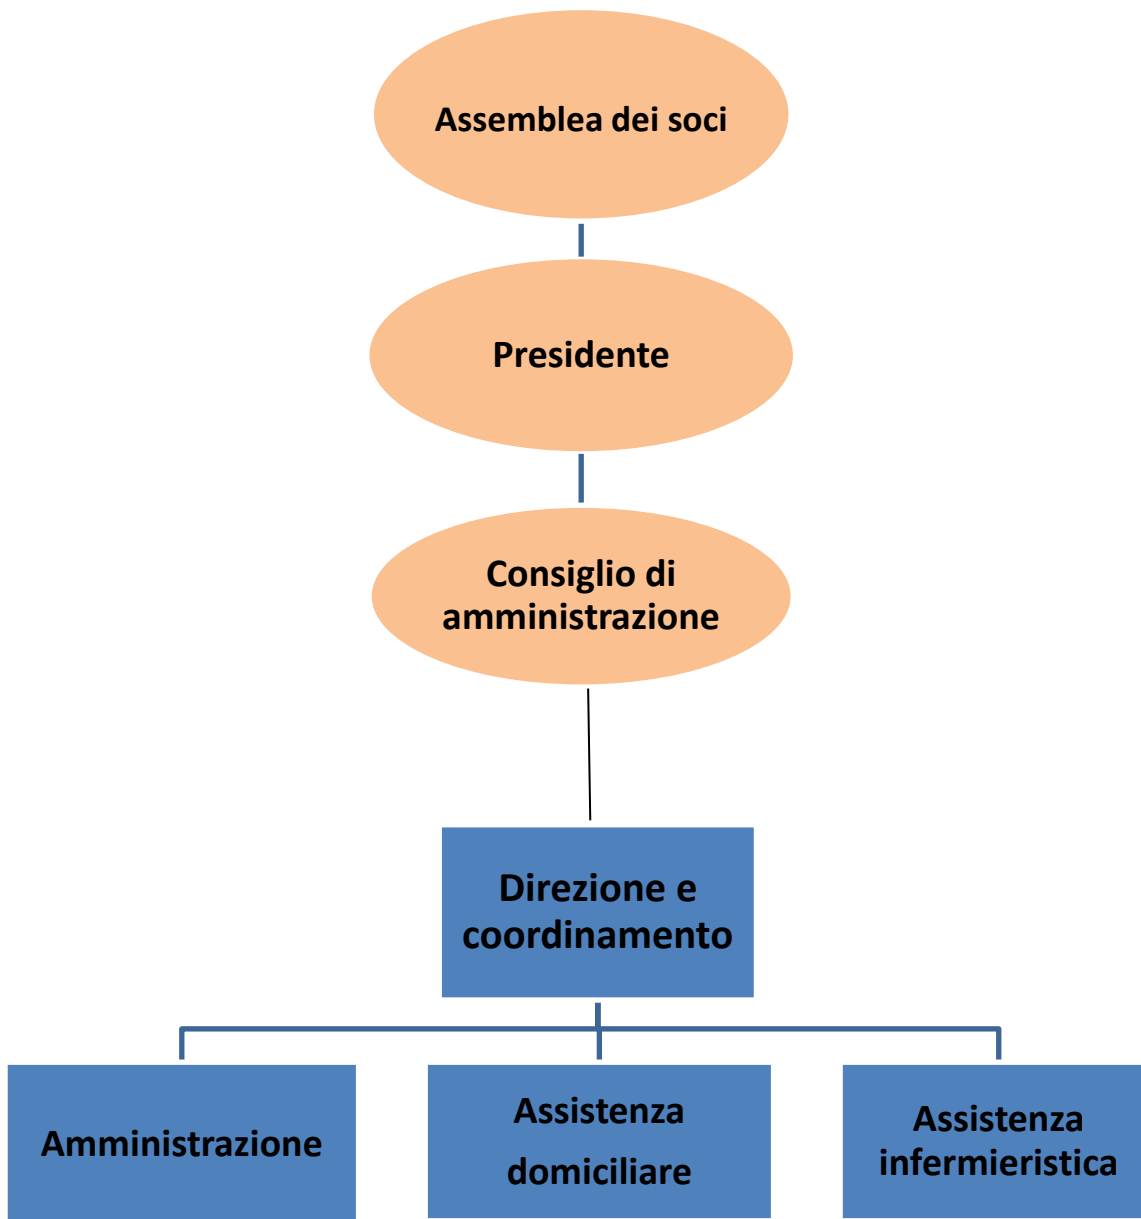 Assemblea dei soci
Presidente
Consiglio di
amministrazione
Direzione e
coordinamento
Amministrazione
Assistenza
domiciliare
Assistenza
infermieristica